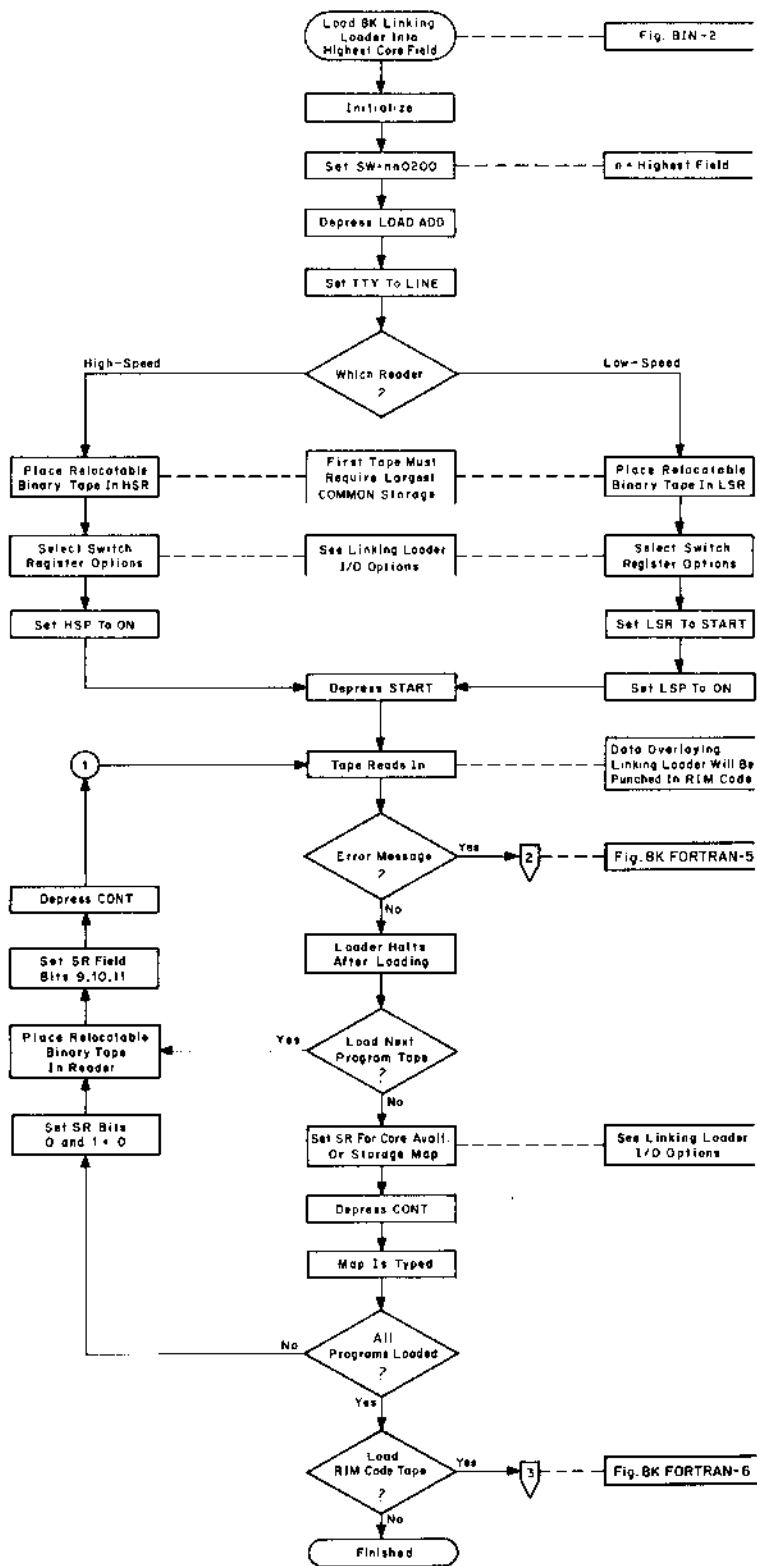 Load 8K Linking
Loader Into
Highest Core Field
Fig. BIN-2
Initialize
Set SW=nn0200
n = Highest Field
Depress LOAD ADD
Set TTY To LINE
High-Speed
Which Reader
?
Low-Speed
Place Relocatable
Binary Tape In HSR
First Tape Must
Require Largest
COMMON Storage
Place Relocatable
Binary Tape In LSR
Select Switch
Register Options
See Linking Loader
I/O Options
Select Switch
Register Options
Set HSP To ON
Set LSR To START
Depress START
Set LSP To ON
1
Tape Reads In
Data Overlaying
Linking Loader Will Be
Punched In RIM Code
Error Message
?
Yes
2
Fig. 8K FORTRAN-5
No
Depress CONT
Loader Halts
After Loading
Set SR Field
Bits 9,10,11
Place Relocatable
Binary Tape
In Reader
Yes
Load Next
Program Tape
?
No
Set SR Bits
0 and 1 = 0
Set SR For Core Avail.
Or Storage Map
See Linking Loader
I/O Options
Depress CONT
Map Is Typed
No
All
Programs Loaded
?
Yes
Load
RIM Code Tape
?
Yes
3
Fig. 8K FORTRAN-6
No
Finished